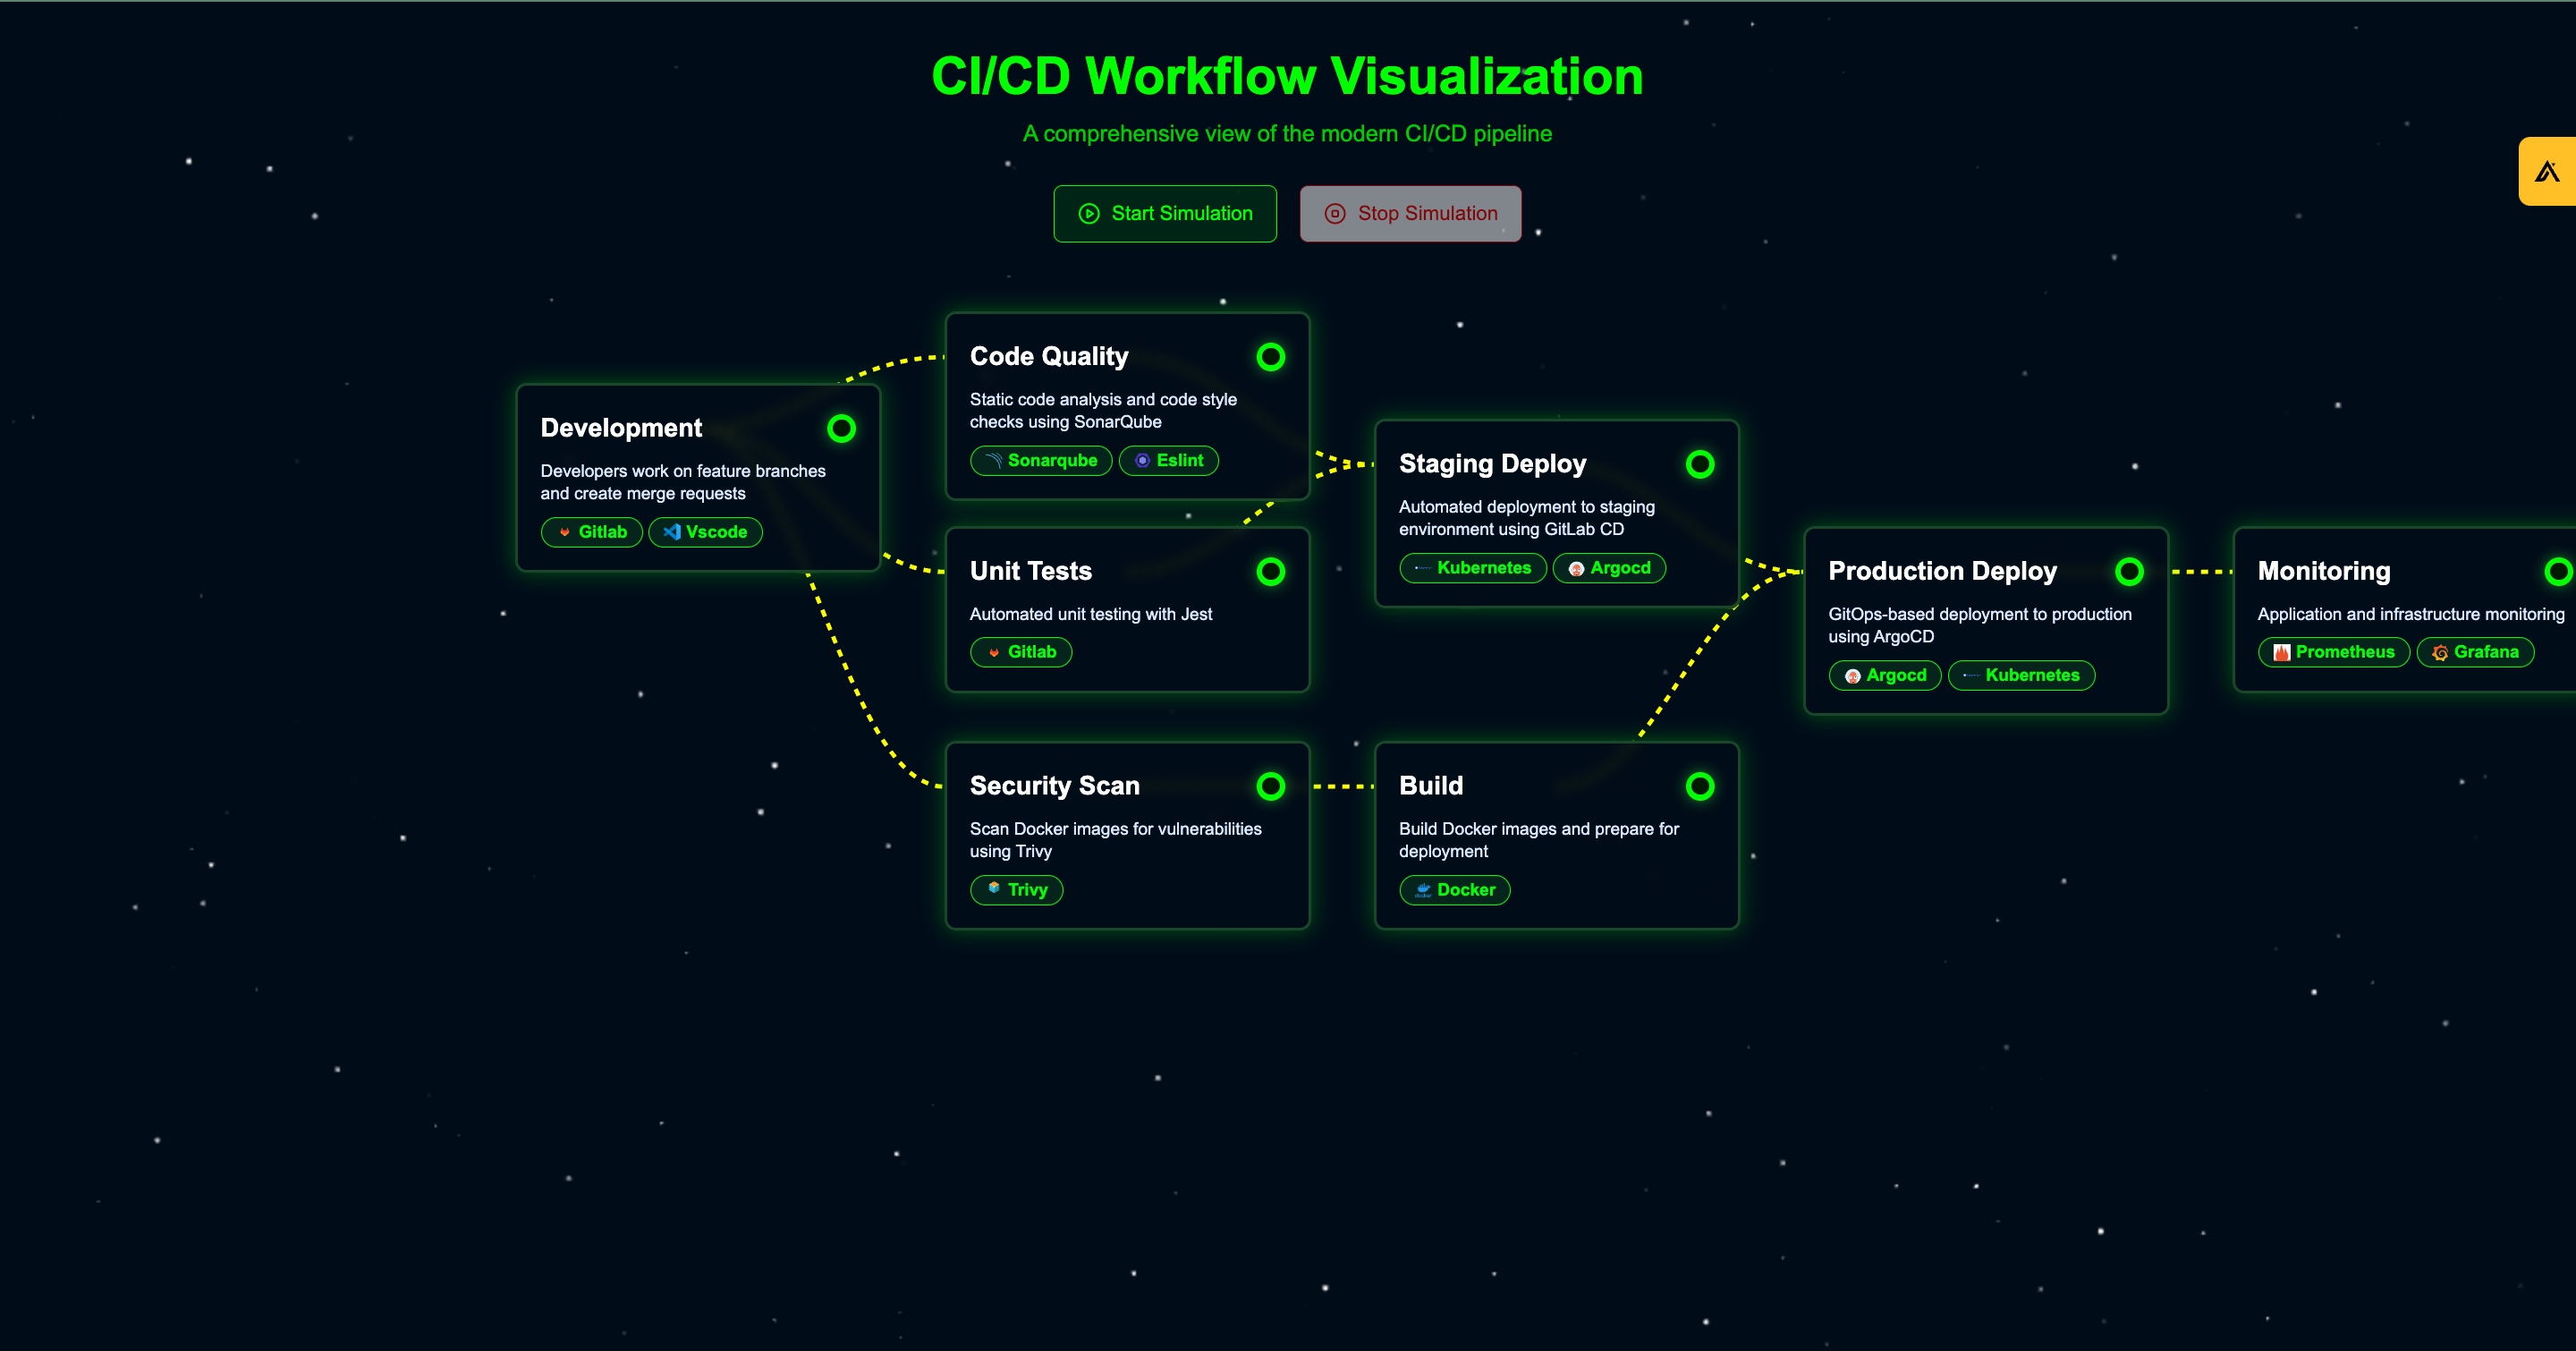 CI/CD Workflow Visualization
A comprehensive view of the modern CI/CD pipeline
Start Simulation
Stop Simulation
Development
Developers work on feature branches
and create merge requests
Gitlab
Vscode
Code Quality
Static code analysis and code style
checks using SonarQube
Sonarqube
Eslint
Unit Tests
Automated unit testing with Jest
Gitlab
Security Scan
Scan Docker images for vulnerabilities
using Trivy
Trivy
Staging Deploy
Automated deployment to staging
environment using GitLab CD
Kubernetes
Argocd
Build
Build Docker images and prepare for
deployment
Docker
Production Deploy
GitOps-based deployment to production
using ArgoCD
Argocd
Kubernetes
Monitoring
Application and infrastructure monitoring
Prometheus
Grafana